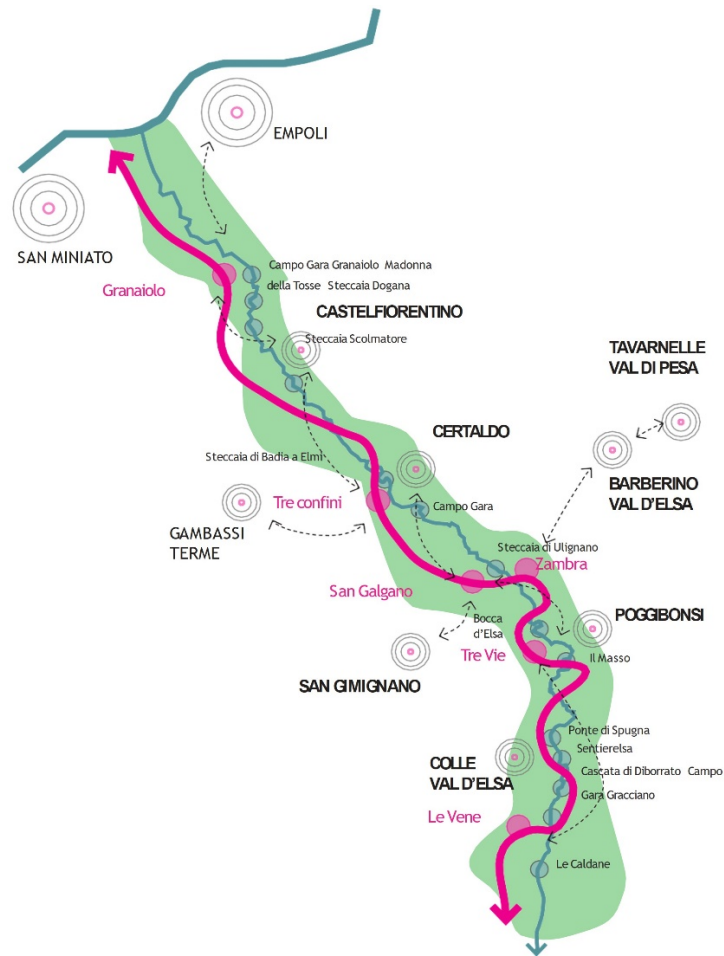 EMPOLI
SAN MINIATO
Campo Gara Granaiolo Madonna
della Tosse Steccaia Dogana
Granaiolo
CASTELFIORENTINO
Steccaia Scolmatore
TAVARNELLE
VAL DI PESA
CERTALDO
BARBERINO
VAL D'ELSA
Steccaia di Badia a Elmi
Tre confini
Campo Gara
GAMBASSI
TERME
Steccaia di Ulignano
Zambra
San Galgano
POGGIBONSI
Bocca
d'Elsa
Tre Vie
Il Masso
SAN GIMIGNANO
Ponte di Spugna
Sentierelsa
COLLE
VAL D'ELSA
Cascata di Diborrato Campo
Gara Gracciano
Le Vene
Le Caldane